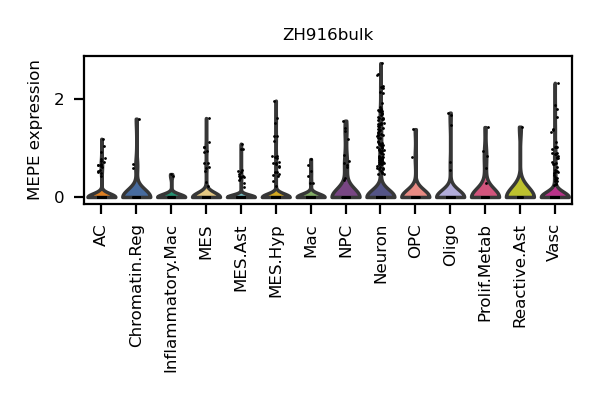 ZH916bulk
MEPE expression
2
0
AC
Chromatin.Reg
Inflammatory.Mac
MES
MES.Ast
MES.Hyp
Mac
NPC
Neuron
OPC
Oligo
Prolif.Metab
Reactive.Ast
Vasc